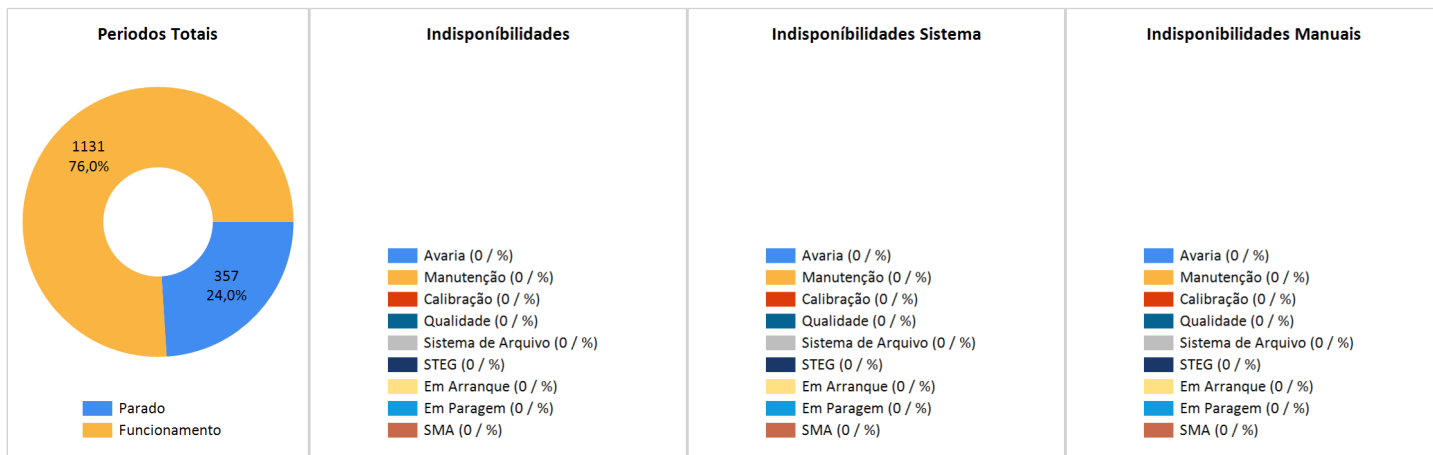 Periodos Totais
1131
76,0%
357
24,0%
Parado
Funcionamento
Indisponíbilidades
Avaria (0 / %)
Manutenção (0 / %)
Calibração (0 / %)
Qualidade (0 / %)
Sistema de Arquivo (0 / %)
STEG (0 / %)
Em Arranque (0 / %)
Em Paragem (0 / %)
SMA (0 / %)
Indisponíbilidades Sistema
Avaria (0 / %)
Manutenção (0 / %)
Calibração (0 / %)
Qualidade (0 / %)
Sistema de Arquivo (0 / %)
STEG (0 / %)
Em Arranque (0 / %)
Em Paragem (0 / %)
SMA (0 / %)
Indisponibilidades Manuais
Avaria (0 / %)
Manutenção (0 / %)
Calibração (0 / %)
Qualidade (0 / %)
Sistema de Arquivo (0 / %)
STEG (0 / %)
Em Arranque (0 / %)
Em Paragem (0 / %)
SMA (0 / %)